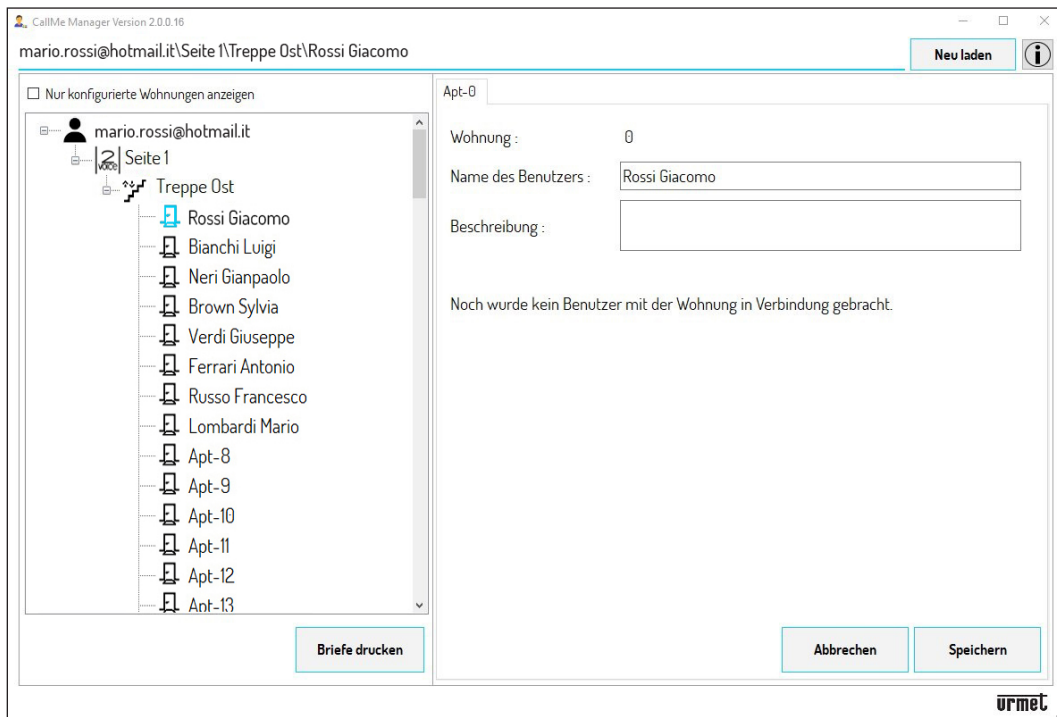 CallMe Manager Version 2.0.0.16
mario.rossi@hotmail.it\Seite 1\Treppe Ost\Rossi Giacomo
Neu laden
Nur konfigurierte Wohnungen anzeigen
mario.rossi@hotmail.it
2 VOICE Seite 1
Treppe Ost
Rossi Giacomo
Bianchi Luigi
Neri Gianpaolo
Brown Sylvia
Verdi Giuseppe
Ferrari Antonio
Russo Francesco
Lombardi Mario
Apt-8
Apt-9
Apt-10
Apt-11
Apt-12
Apt-13
Briefe drucken
Apt-0
Wohnung : 0
Name des Benutzers : Rossi Giacomo
Beschreibung :
Noch wurde kein Benutzer mit der Wohnung in Verbindung gebracht.
Abbrechen Speichern
urmet